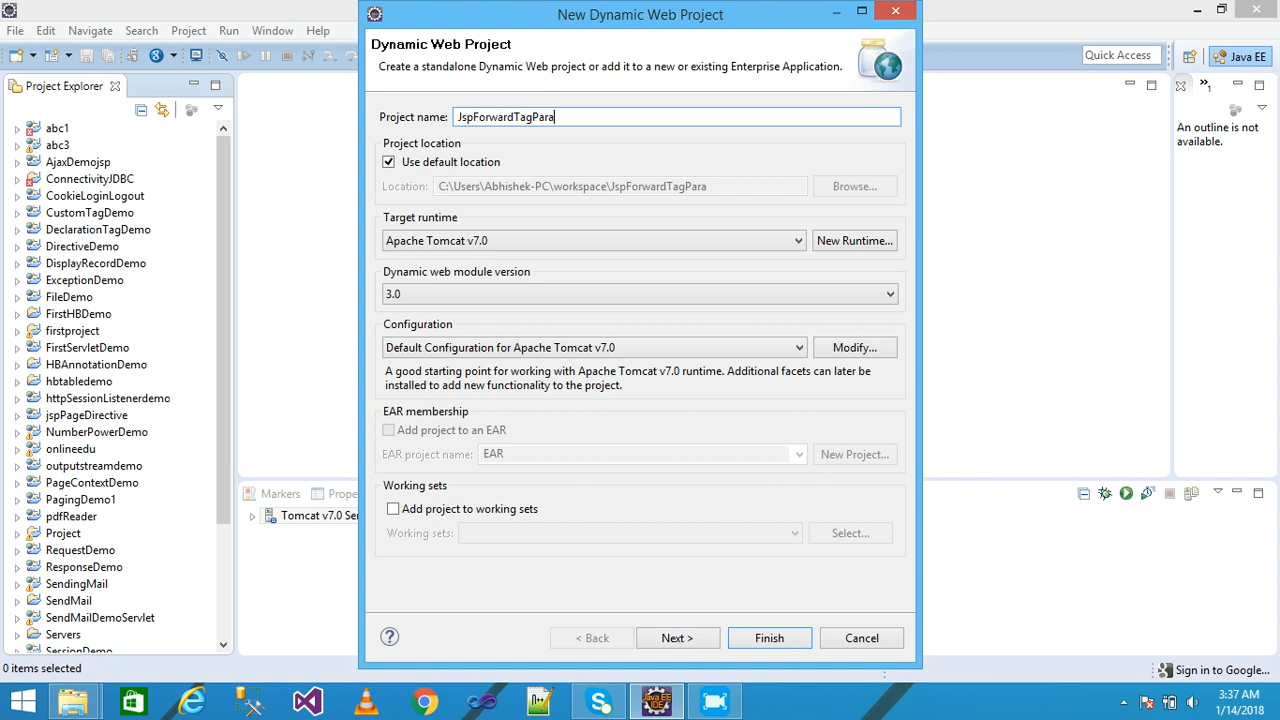 New Dynamic Web Project
File Edit Navigate Search Project Run Window Help
Quick Access
Java EE
Project Explorer
abc1
abc3
AjaxDemojsp
ConnectivityJDBC
CookieLoginLogout
CustomTagDemo
DeclarationTagDemo
DirectiveDemo
DisplayRecordDemo
ExceptionDemo
FileDemo
FirstHBDemo
firstproject
FirstServletDemo
HBAnnotationDemo
hbtabledemo
httpSessionListenerdemo
jspPageDirective
NumberPowerDemo
onlineedu
outputstreamdemo
PageContextDemo
PagingDemo1
pdfReader
Project
RequestDemo
ResponseDemo
SendingMail
SendMail
SendMailDemoServlet
Servers
SessionDemo
0 items selected
Dynamic Web Project
Create a standalone Dynamic Web project or add it to a new or existing Enterprise Application.
Project name: JspForwardTagPara
Project location
Use default location
Location: C:\Users\Abhishek-PC\workspace\JspForwardTagPara Browse...
Target runtime
Apache Tomcat v7.0 New Runtime...
Dynamic web module version
3.0
Configuration
Default Configuration for Apache Tomcat v7.0 Modify...
A good starting point for working with Apache Tomcat v7.0 runtime. Additional facets can later be
installed to add new functionality to the project.
EAR membership
Add project to an EAR
EAR project name: EAR New Project...
Working sets
Add project to working sets
Working sets: Select...
? < Back Next > Finish Cancel
Markers Prope
Tomcat v7.0 Se
An outline is not
available.
Sign in to Google...
Java EE
IDE
3:37 AM
1/14/2018